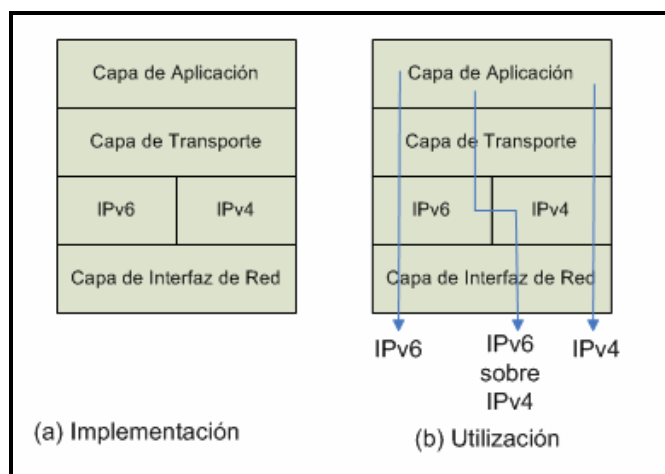 Capa de Aplicación
Capa de Transporte
IPv6 IPv4
Capa de Interfaz de Red
(a) Implementación
Capa de Aplicación
Capa de Transporte
IPv6 IPv4
Capa de Interfaz de Red
IPv6
IPv6
sobre
IPv4
IPv4
(b) Utilización